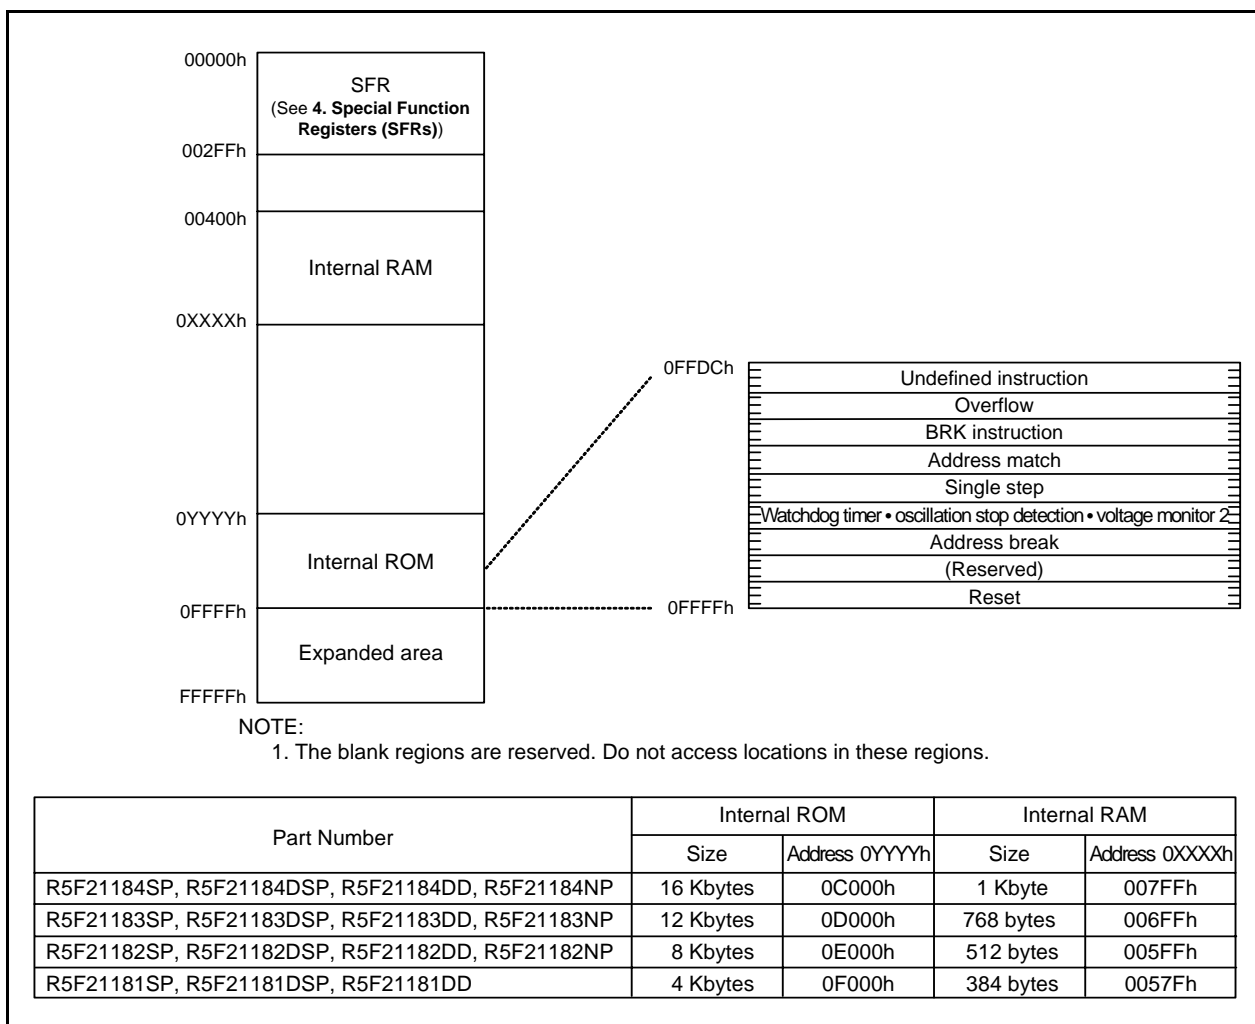 00000h
SFR
(See 4. Special Function
Registers (SFRs))
002FFh
00400h
Internal RAM
0XXXXh
0YYYYh
Internal ROM
0FFFFh
Expanded area
FFFFFh
0FFDCh
Undefined instruction
Overflow
BRK instruction
Address match
Single step
Watchdog timer • oscillation stop detection • voltage monitor 2
Address break
(Reserved)
Reset
0FFFFh
NOTE:
1. The blank regions are reserved. Do not access locations in these regions.
Part Number Internal ROM Internal RAM
Size Address 0YYYYh Size Address 0XXXXh
R5F21184SP, R5F21184DSP, R5F21184DD, R5F21184NP 16 Kbytes 0C000h 1 Kbyte 007FFh
R5F21183SP, R5F21183DSP, R5F21183DD, R5F21183NP 12 Kbytes 0D000h 768 bytes 006FFh
R5F21182SP, R5F21182DSP, R5F21182DD, R5F21182NP 8 Kbytes 0E000h 512 bytes 005FFh
R5F21181SP, R5F21181DSP, R5F21181DD 4 Kbytes 0F000h 384 bytes 0057Fh